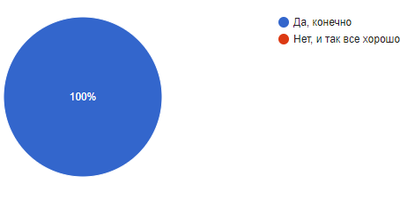 Да, конечно
Нет, и так все хорошо
100%